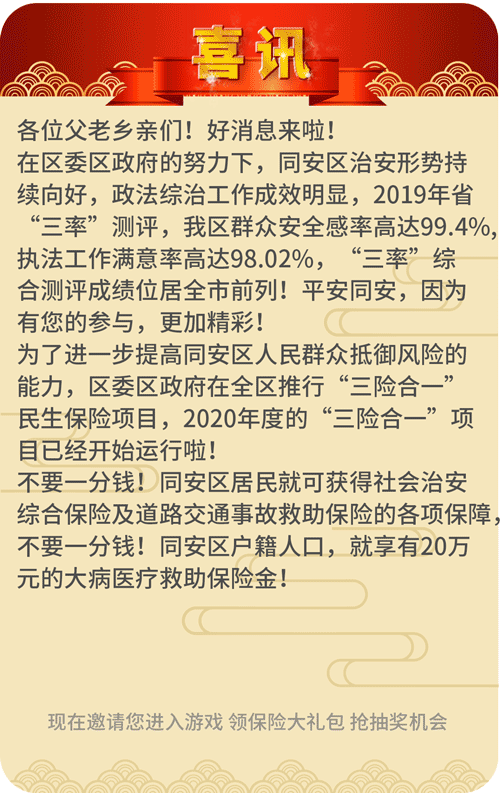 喜讯
各位父老乡亲们！好消息来啦！
在区委区政府的努力下，同安区治安形势持
续向好，政法综治工作成效明显，2019年省
“三率”测评，我区群众安全感率高达99.4%,
执法工作满意率高达98.02%，“三率”综
合测评成绩位居全市前列！平安同安，因为
有您的参与，更加精彩！
为了进一步提高同安区人民群众抵御风险的
能力，区委区政府在全区推行“三险合一”
民生保险项目，2020年度的“三险合一”项
目已经开始运行啦！
不要一分钱！同安区居民就可获得社会治安
综合保险及道路交通事故救助保险的各项保障，
不要一分钱！同安区户籍人口，就享有20万
元的大病医疗救助保险金！
现在邀请您进入游戏 领保险大礼包 抢抽奖机会